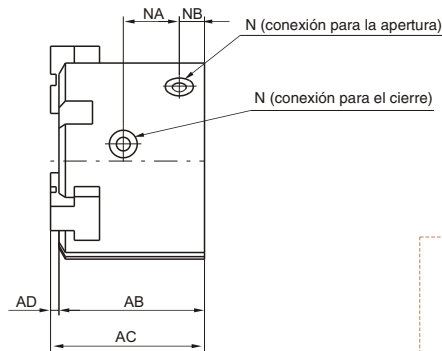 NA
NB
N (conexión para la apertura)
N (conexión para el cierre)
AD
AB
AC